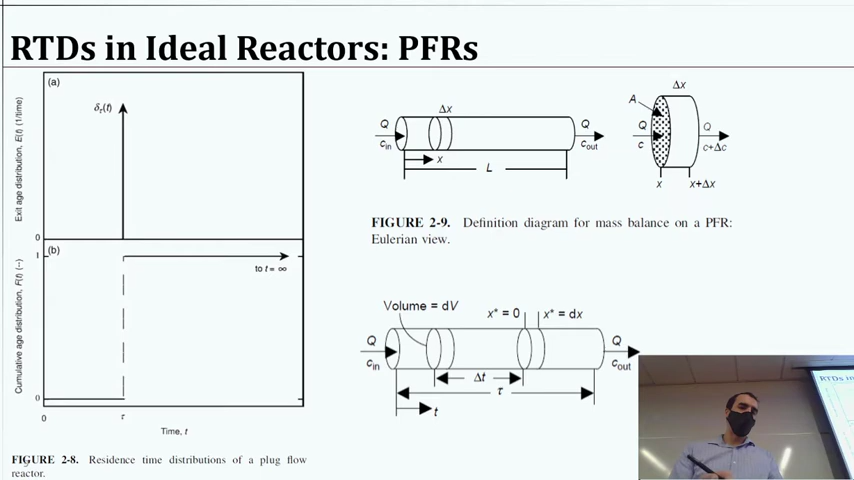 RTDs in Ideal Reactors: PFRs
(a)
δτ(t)
Exit age distribution, E(t) (1/time)
0
(b)
1
to t = ∞
Cumulative age distribution, F(t) (--)
0
0
τ
Time, t
FIGURE 2-8. Residence time distributions of a plug flow
reactor.
Δx
Q
cin
x
L
Q
cout
Δx
A
Q
c
Q
c+Δc
x
x+Δx
FIGURE 2-9. Definition diagram for mass balance on a PFR:
Eulerian view.
Volume = dV
x* = 0
x* = dx
Q
cin
Δt
τ
t
Q
cout
RTDs in